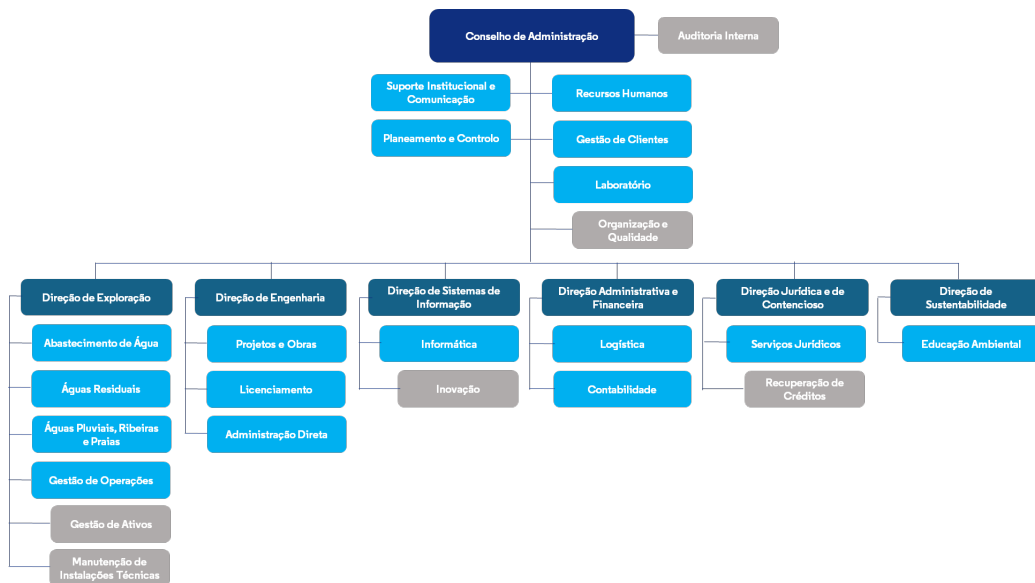 Conselho de Administração
Auditoria Interna
Suporte Institucional e
Comunicação
Recursos Humanos
Planeamento e Controlo
Gestão de Clientes
Laboratório
Organização e
Qualidade
Direção de Exploração
Direção de Engenharia
Direção de Sistemas de
Informação
Direção Administrativa e
Financeira
Direção Jurídica e de
Contencioso
Direção de
Sustentabilidade
Abastecimento de Água
Projetos e Obras
Informática
Logística
Serviços Jurídicos
Educação Ambiental
Águas Residuais
Licenciamento
Inovação
Contabilidade
Recuperação de
Créditos
Águas Pluviais, Ribeiras
e Praias
Administração Direta
Gestão de Operações
Gestão de Ativos
Manutenção de
Instalações Técnicas